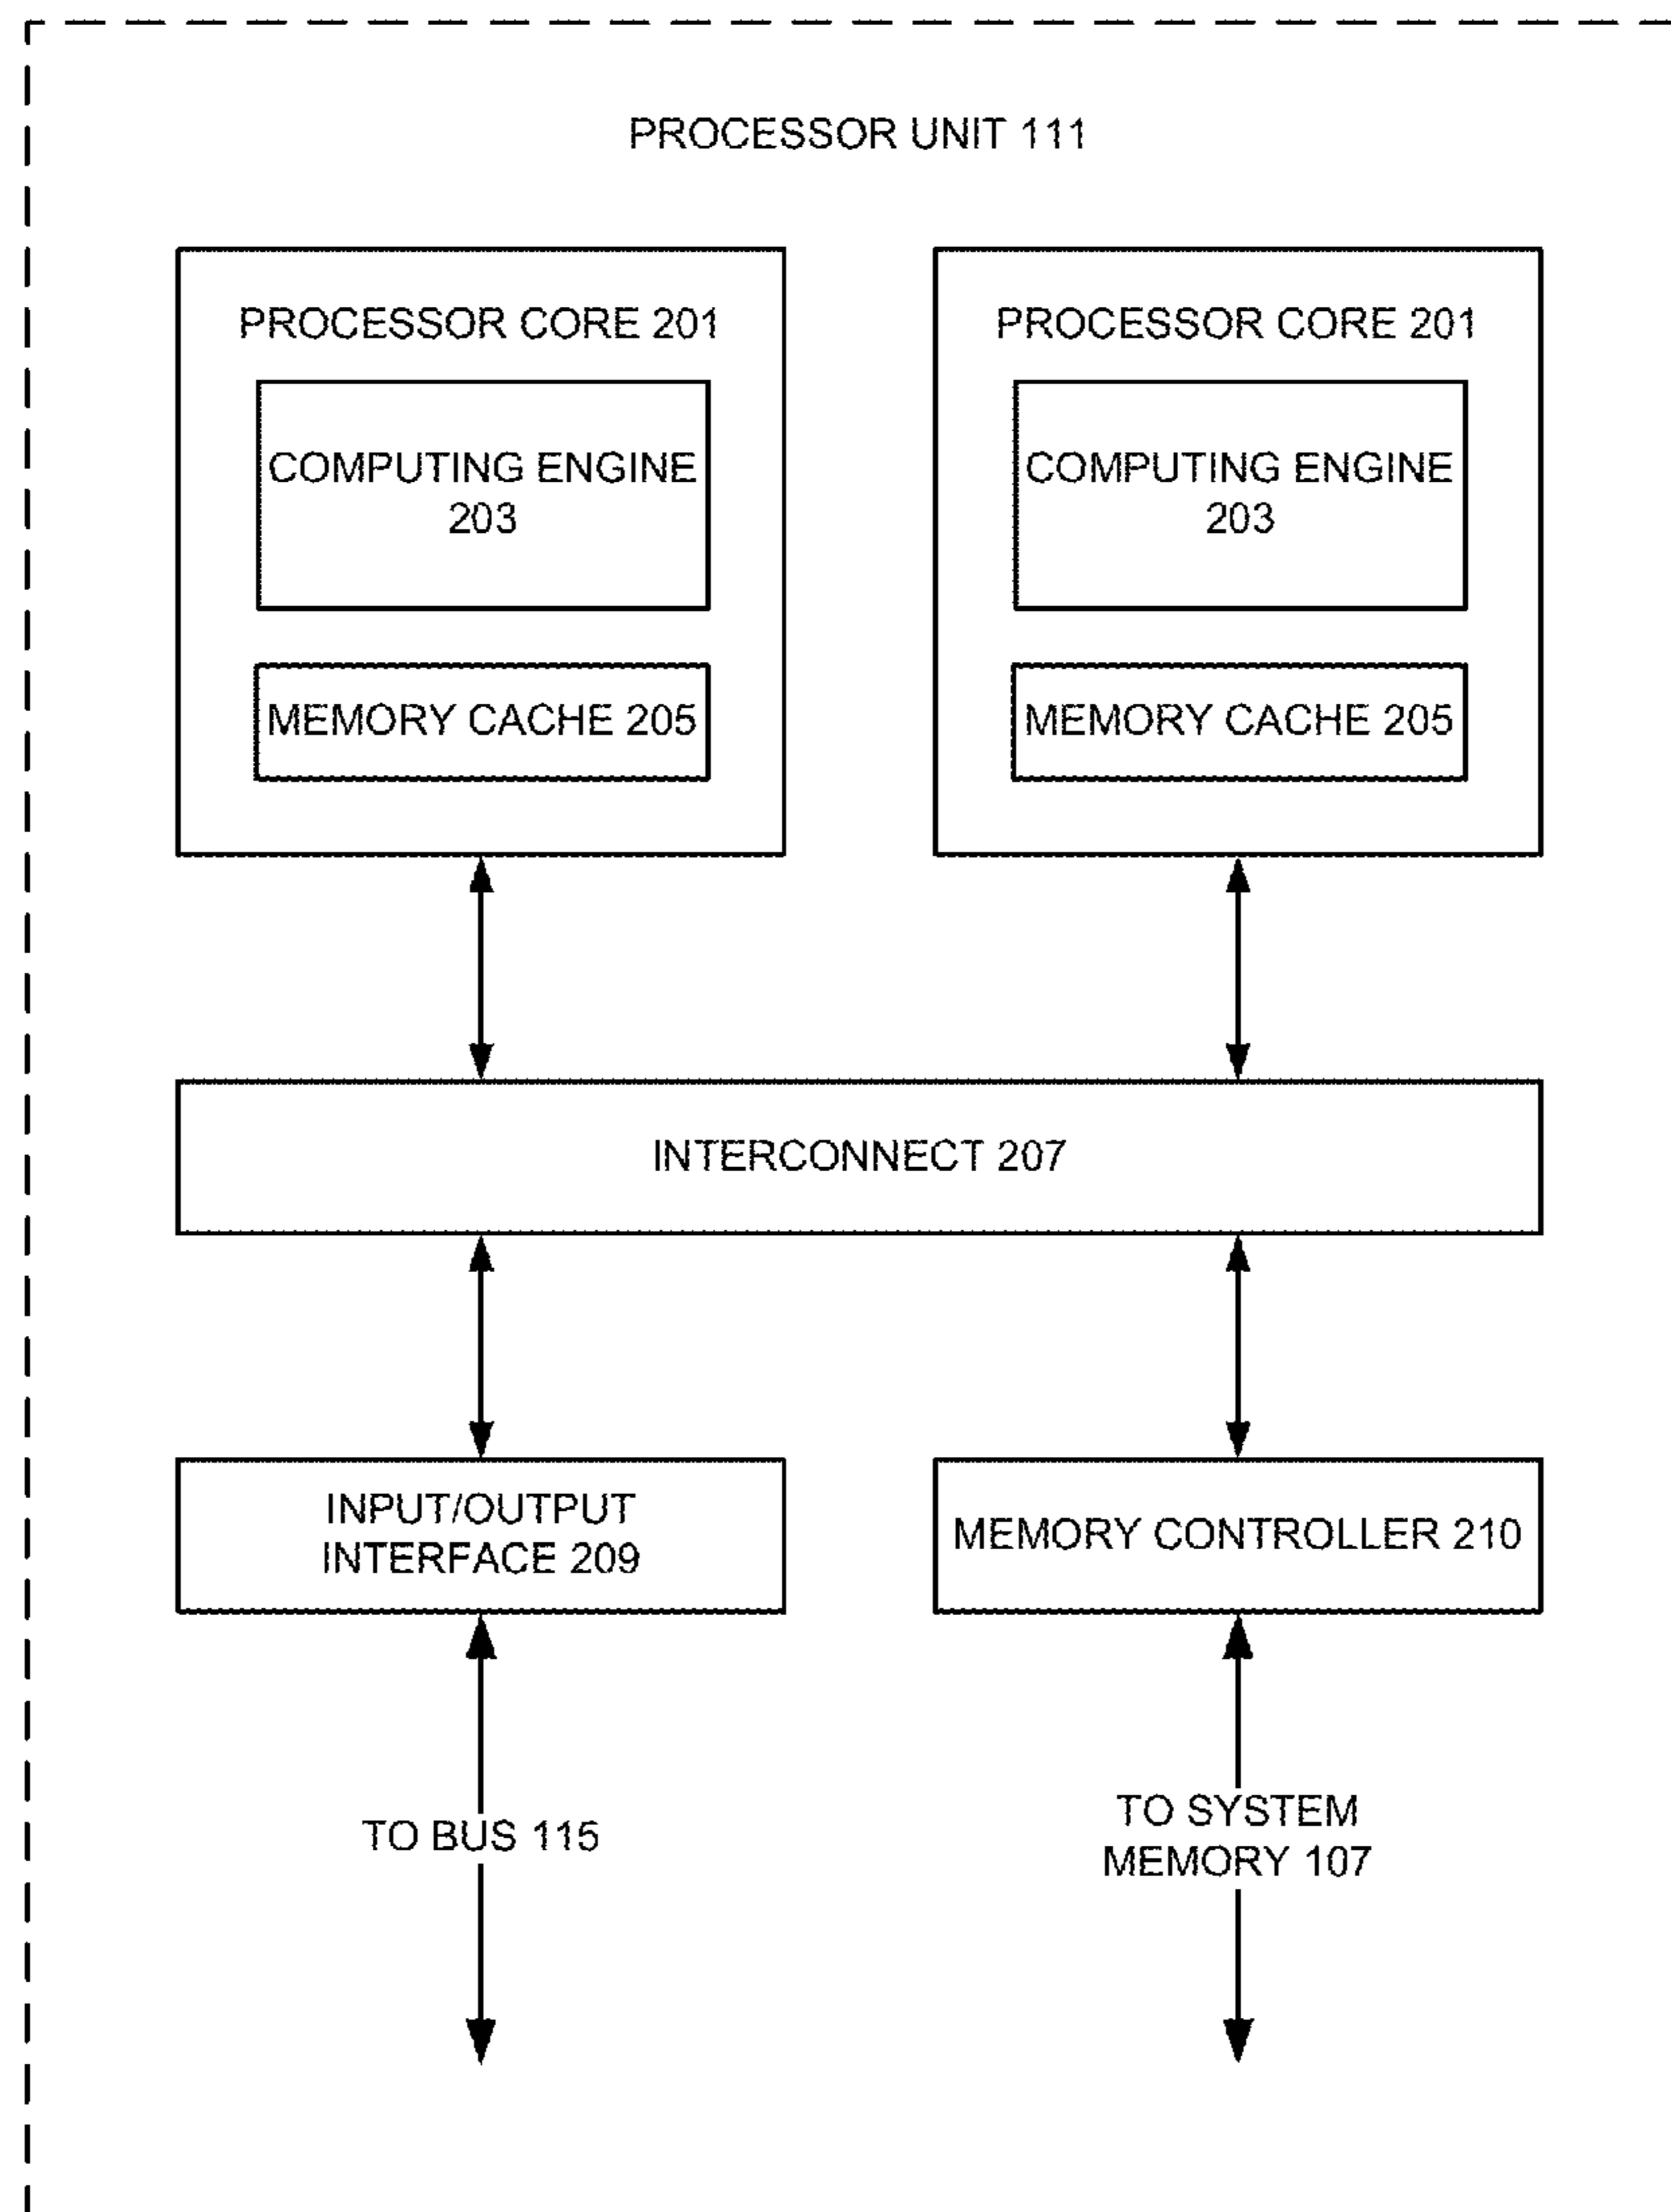 PROCESSOR UNIT 111
PROCESSOR CORE 201
COMPUTING ENGINE
203
MEMORY CACHE 205
PROCESSOR CORE 201
COMPUTING ENGINE
203
MEMORY CACHE 205
INTERCONNECT 207
INPUT/OUTPUT
INTERFACE 209
MEMORY CONTROLLER 210
TO BUS 115
TO SYSTEM
MEMORY 107